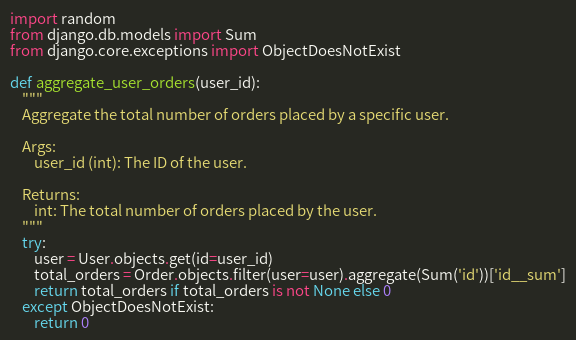 import random
from django.db.models import Sum
from django.core.exceptions import ObjectDoesNotExist

def aggregate_user_orders(user_id):
    """
    Aggregate the total number of orders placed by a specific user.

    Args:
        user_id (int): The ID of the user.

    Returns:
        int: The total number of orders placed by the user.
    """
    try:
        user = User.objects.get(id=user_id)
        total_orders = Order.objects.filter(user=user).aggregate(Sum('id'))['id__sum']
        return total_orders if total_orders is not None else 0
    except ObjectDoesNotExist:
        return 0